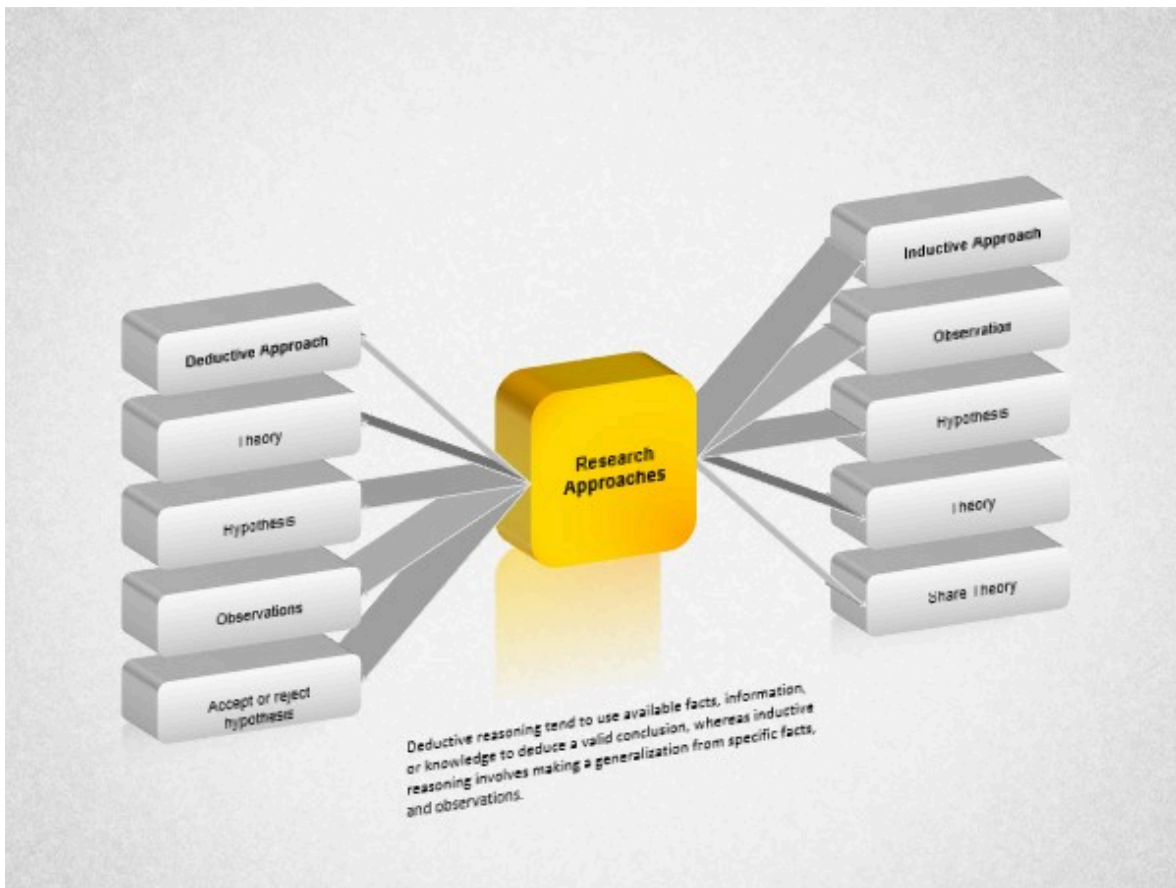 Deductive Approach
Theory
Hypothesis
Observations
Accept or reject
hypothesis
Research
Approaches
Inductive Approach
Observation
Hypothesis
Theory
Share Theory
Deductive reasoning tend to use available facts, information,
or knowledge to deduce a valid conclusion, whereas inductive
reasoning involves making a generalization from specific facts,
and observations.